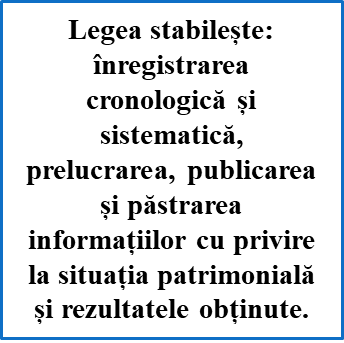 Legea stabilește:
înregistrarea
cronologică și
sistematică,
prelucrarea, publicarea
și păstrarea
informațiilor cu privire
la situația patrimonială
și rezultatele obținute.